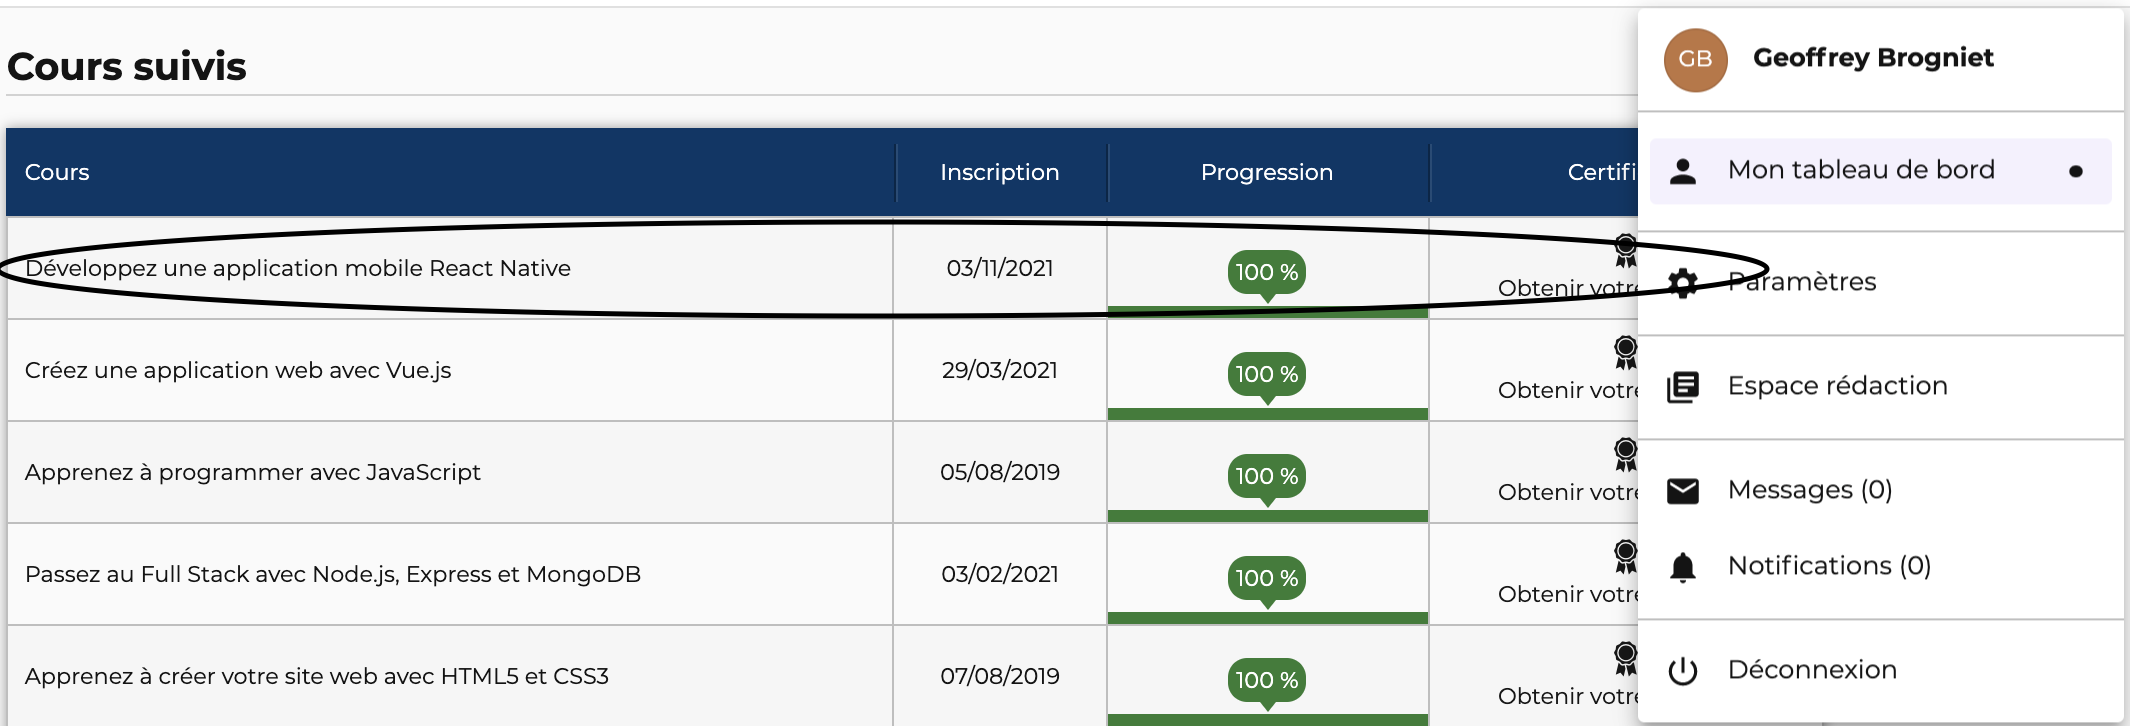 Cours suivis
Cours Inscription Progression Certifi
Développez une application mobile React Native 03/11/2021 100 % Obtenir votre
Créez une application web avec Vue.js 29/03/2021 100 % Obtenir votre
Apprenez à programmer avec JavaScript 05/08/2019 100 % Obtenir votre
Passez au Full Stack avec Node.js, Express et MongoDB 03/02/2021 100 % Obtenir votre
Apprenez à créer votre site web avec HTML5 et CSS3 07/08/2019 100 % Obtenir votre
GB Geoffrey Brogniet
Mon tableau de bord
Paramètres
Espace rédaction
Messages (0)
Notifications (0)
Déconnexion